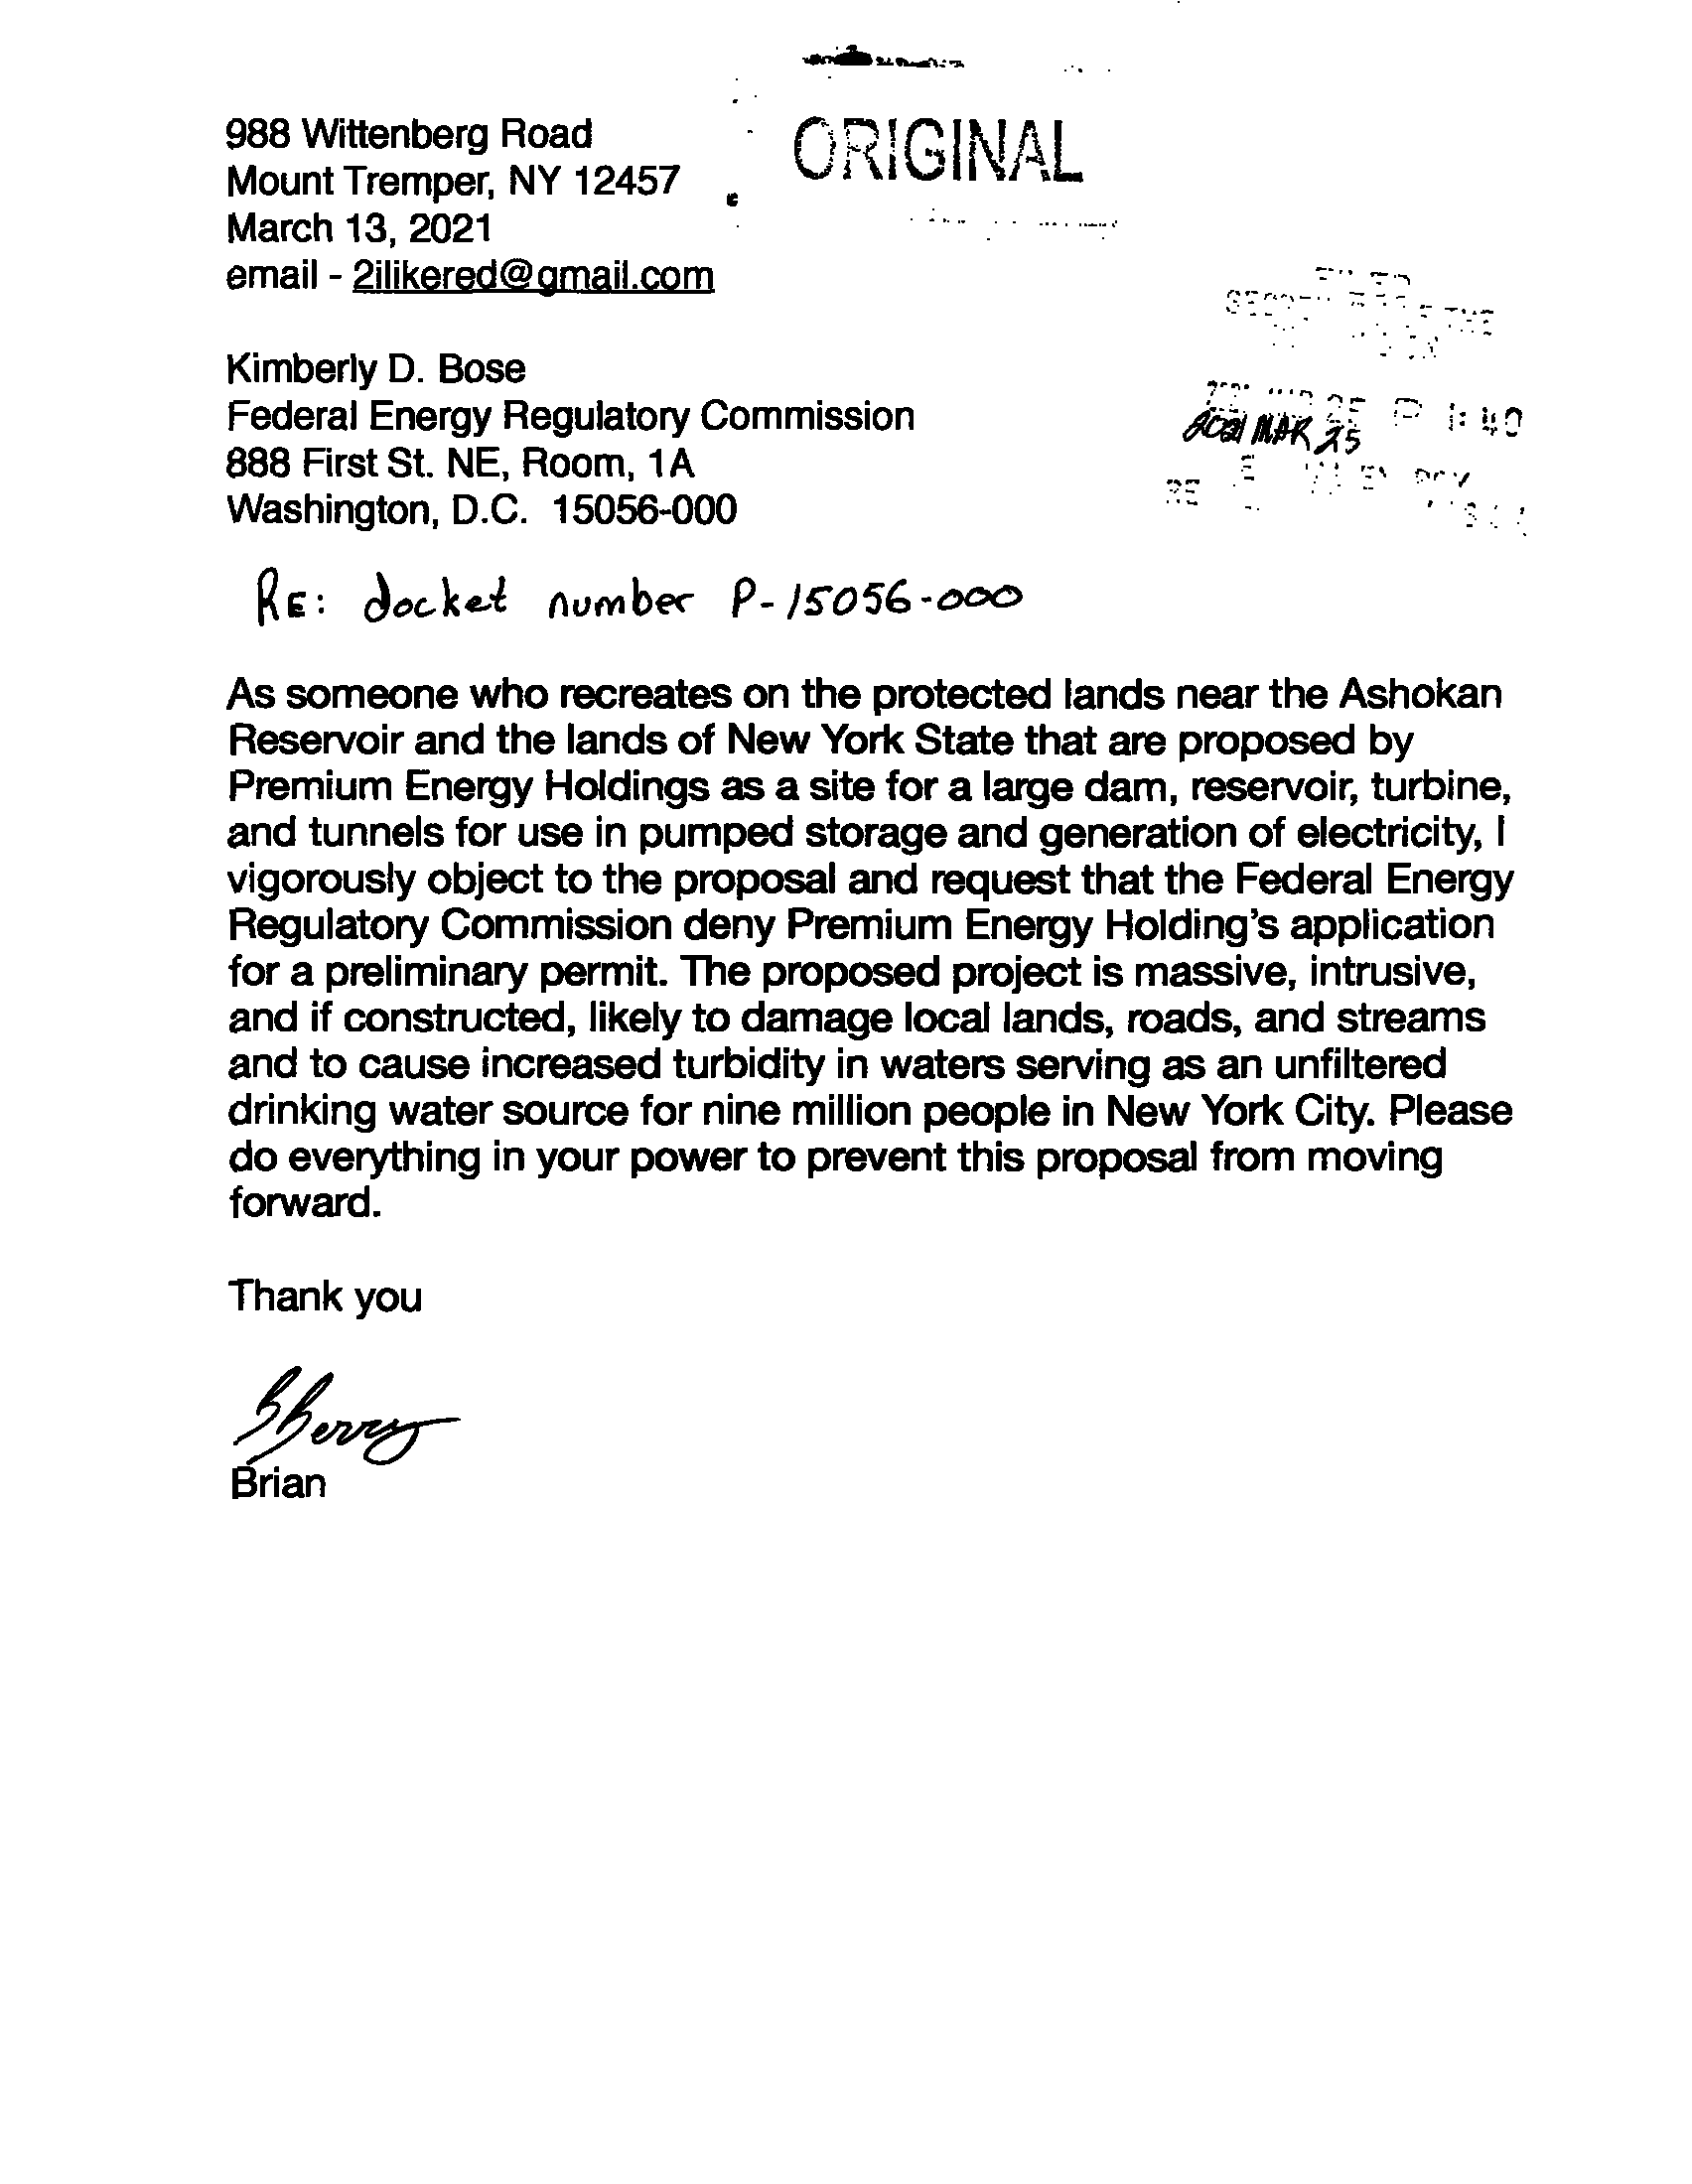 ORIGINAL
988 Wittenberg Road
Mount Tremper, NY 12457
March 13, 2021
email - 2ilikered@gmail.com
Kimberly D. Bose
Federal Energy Regulatory Commission
888 First St. NE, Room, 1A
Washington, D.C. 15056-000
2021 MAR 25 P 1:40
RE: docket number P-15056-000
As someone who recreates on the protected lands near the Ashokan
Reservoir and the lands of New York State that are proposed by
Premium Energy Holdings as a site for a large dam, reservoir, turbine,
and tunnels for use in pumped storage and generation of electricity, I
vigorously object to the proposal and request that the Federal Energy
Regulatory Commission deny Premium Energy Holding's application
for a preliminary permit. The proposed project is massive, intrusive,
and if constructed, likely to damage local lands, roads, and streams
and to cause increased turbidity in waters serving as an unfiltered
drinking water source for nine million people in New York City. Please
do everything in your power to prevent this proposal from moving
forward.
Thank you
BBerry
Brian